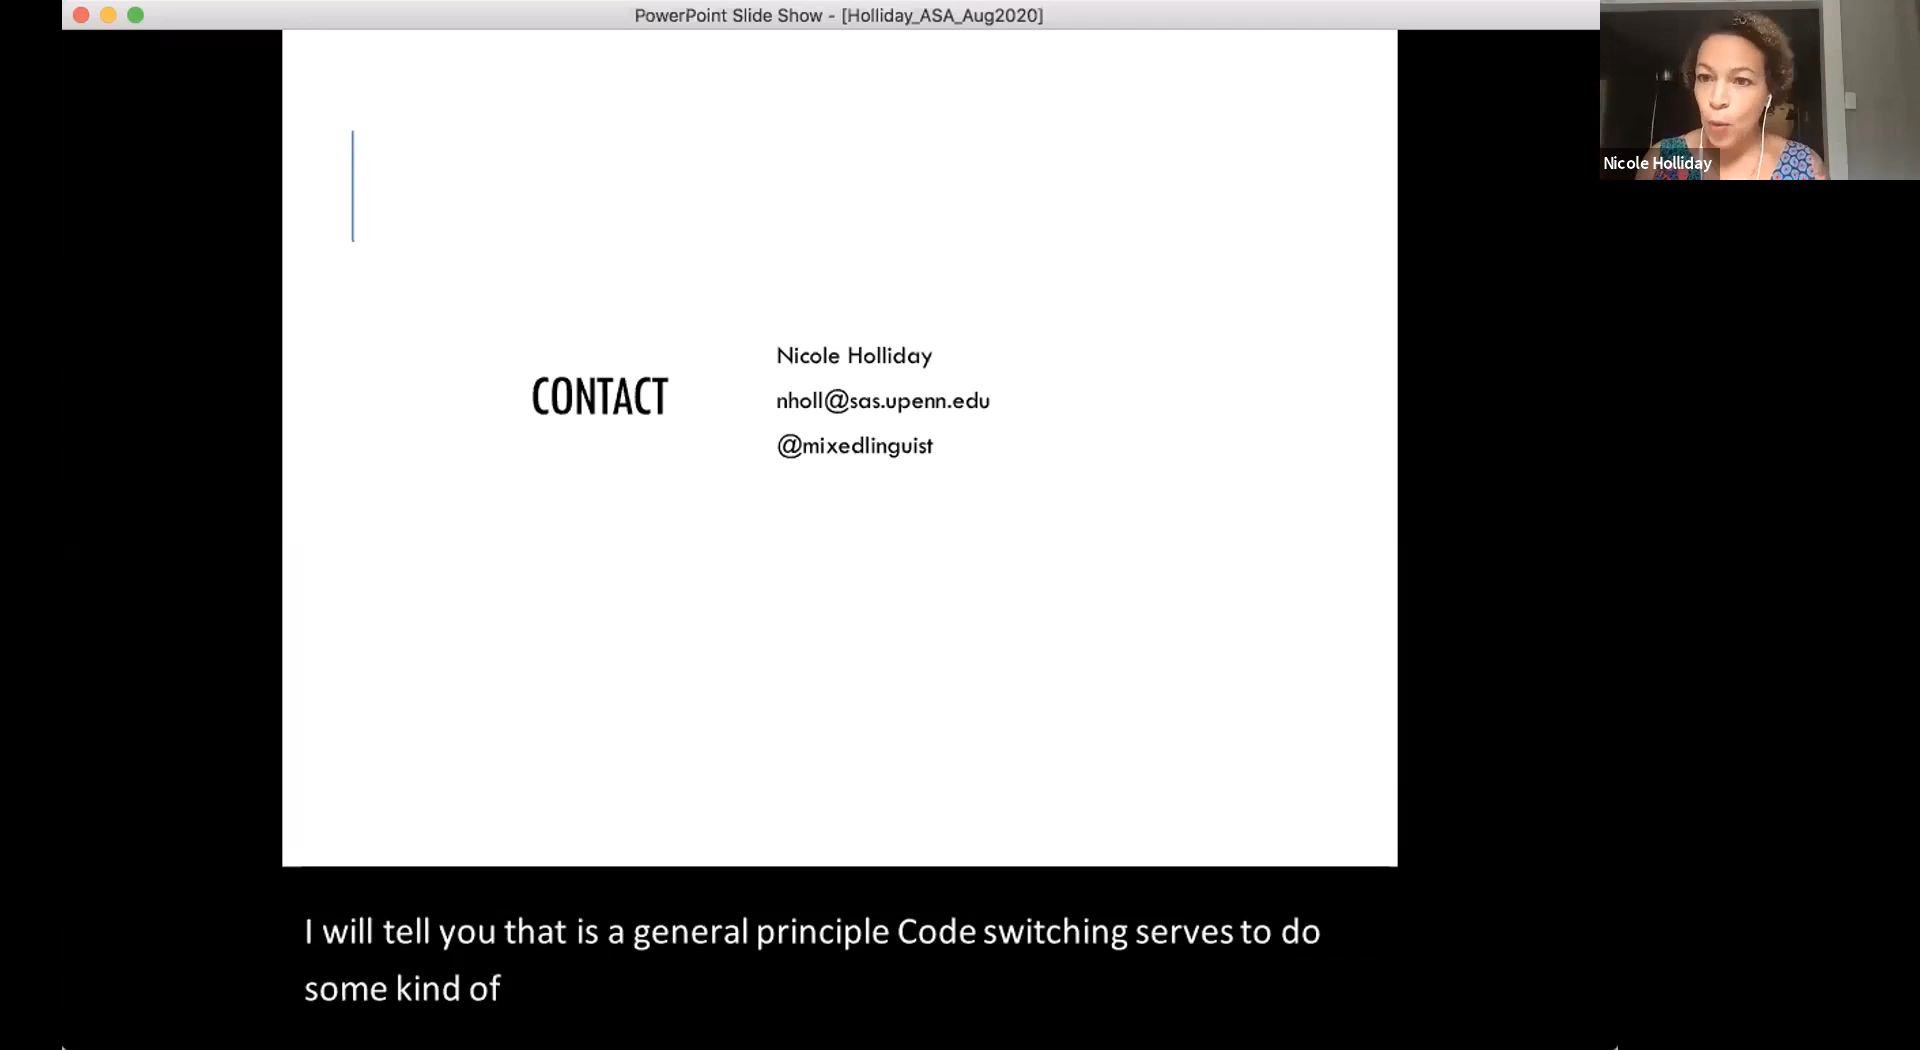 PowerPoint Slide Show - [Holliday_ASA_Aug2020]
Nicole Holliday
CONTACT
Nicole Holliday
nholl@sas.upenn.edu
@mixedlinguist
I will tell you that is a general principle Code switching serves to do
some kind of